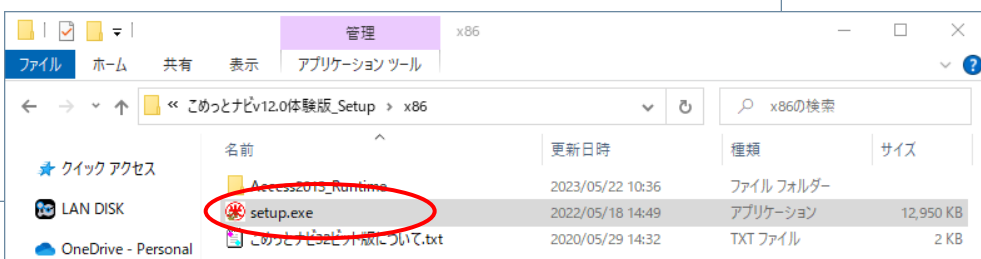 管理 x86
ファイル ホーム 共有 表示 アプリケーション ツール
« こめっとナビv12.0体験版_Setup › x86 x86の検索
名前 更新日時 種類 サイズ
クイック アクセス
Access2013_Runtime 2023/05/22 10:36 ファイル フォルダー
LAN DISK
setup.exe 2022/05/18 14:49 アプリケーション 12,950 KB
こめっとナビ32ビット版について.txt 2020/05/29 14:32 TXT ファイル 2 KB
OneDrive - Personal